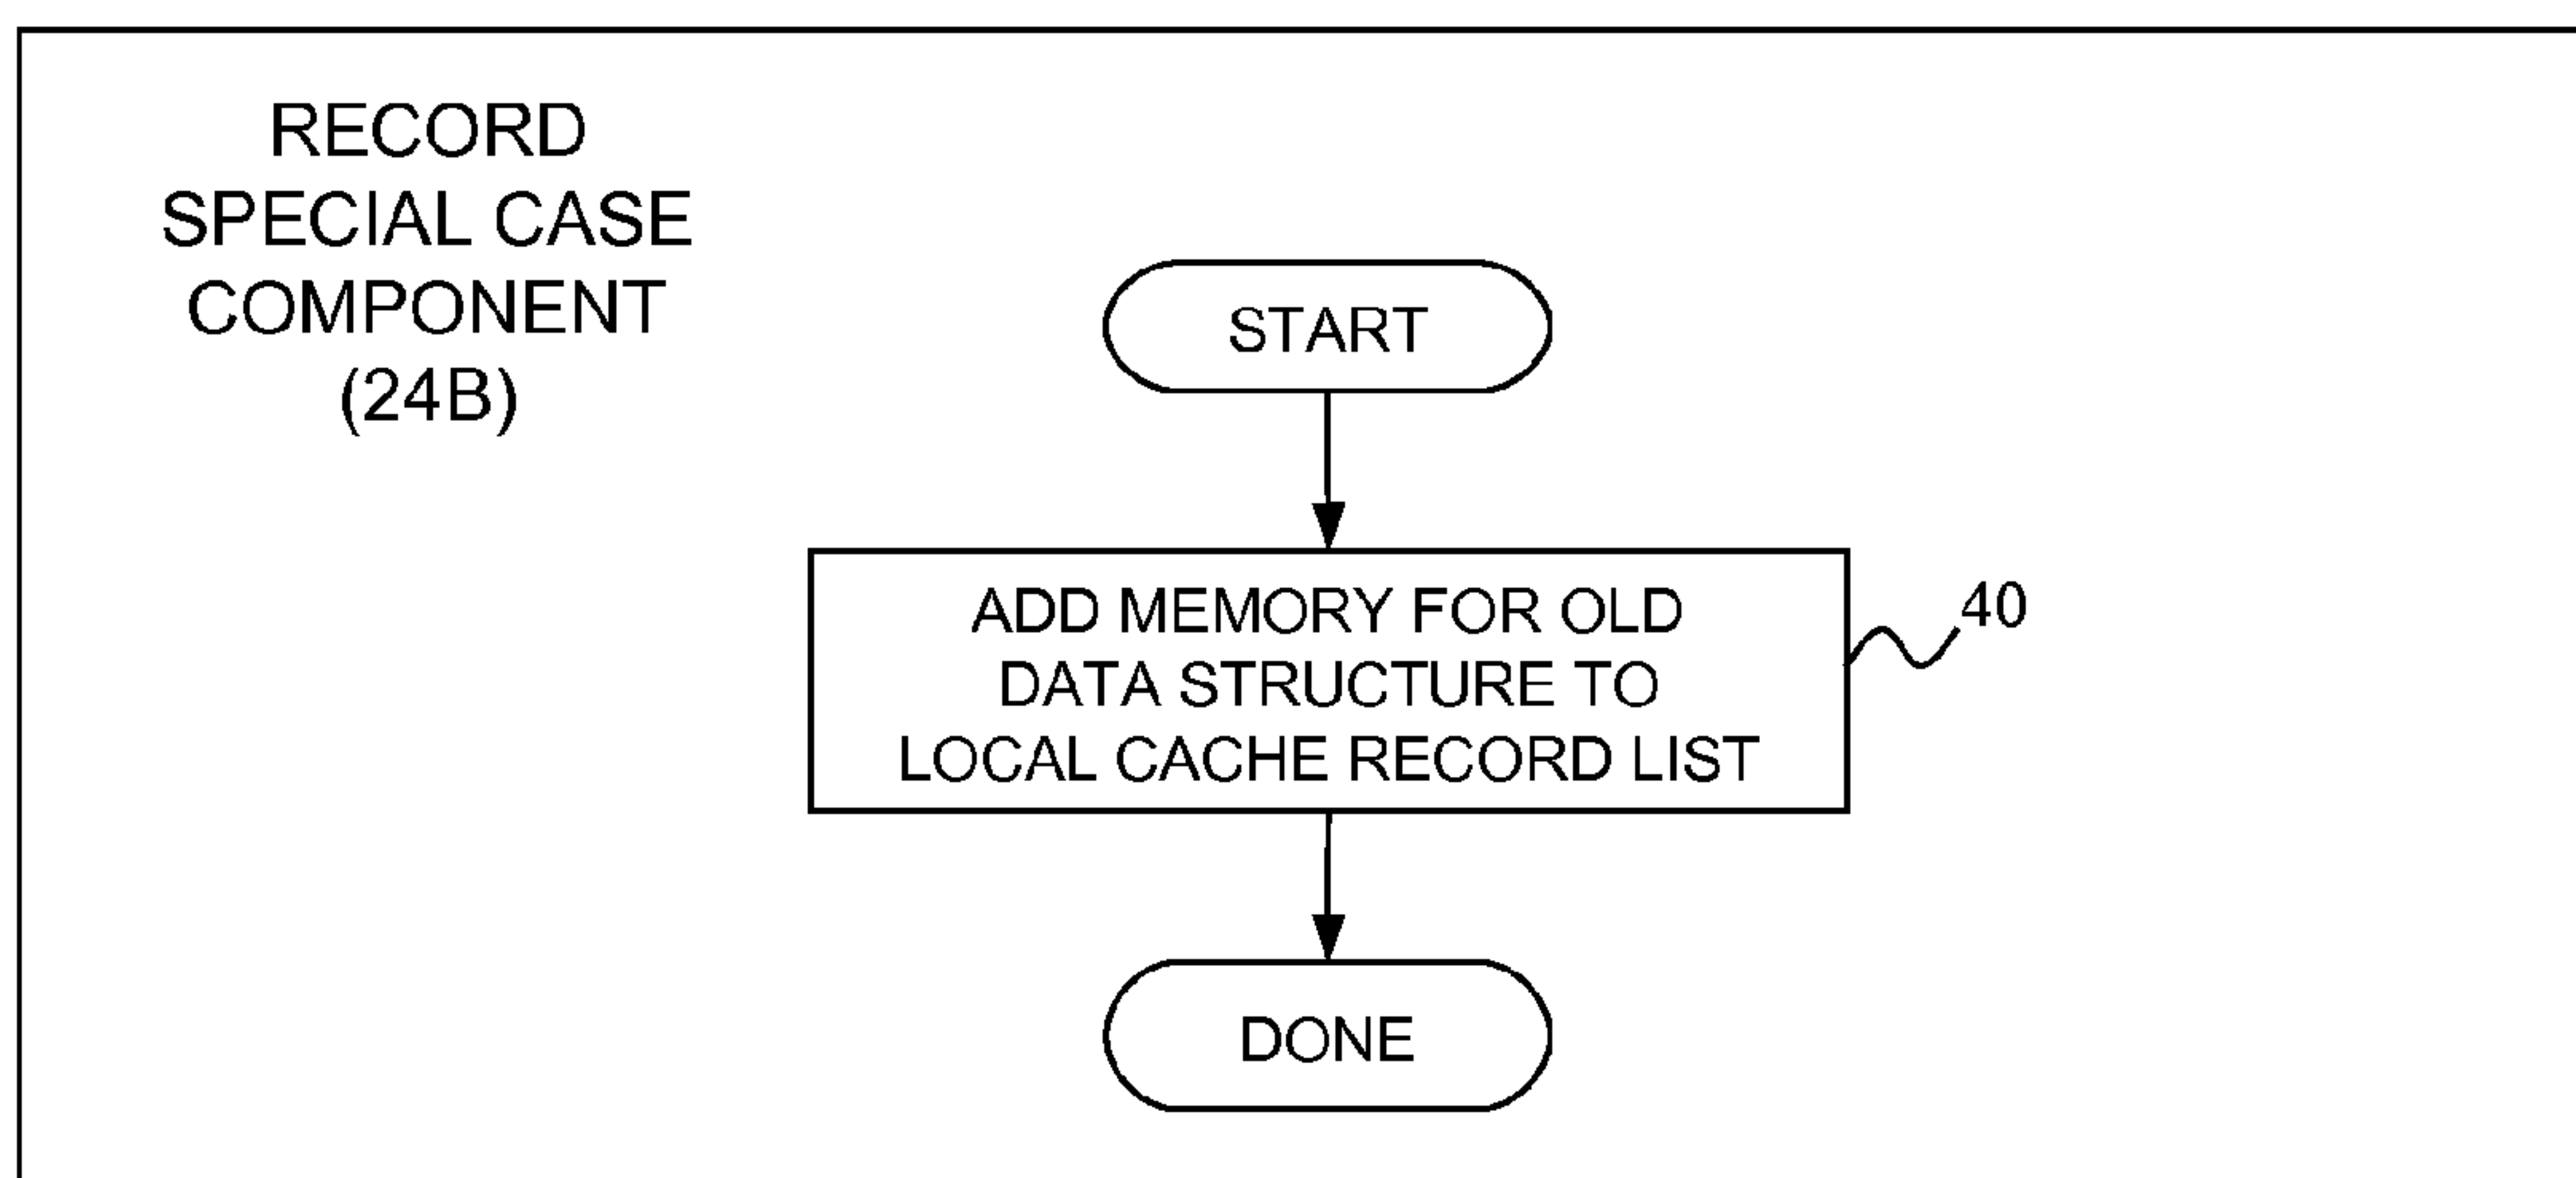 RECORD
SPECIAL CASE
COMPONENT
(24B)
START
ADD MEMORY FOR OLD
DATA STRUCTURE TO
LOCAL CACHE RECORD LIST
40
DONE